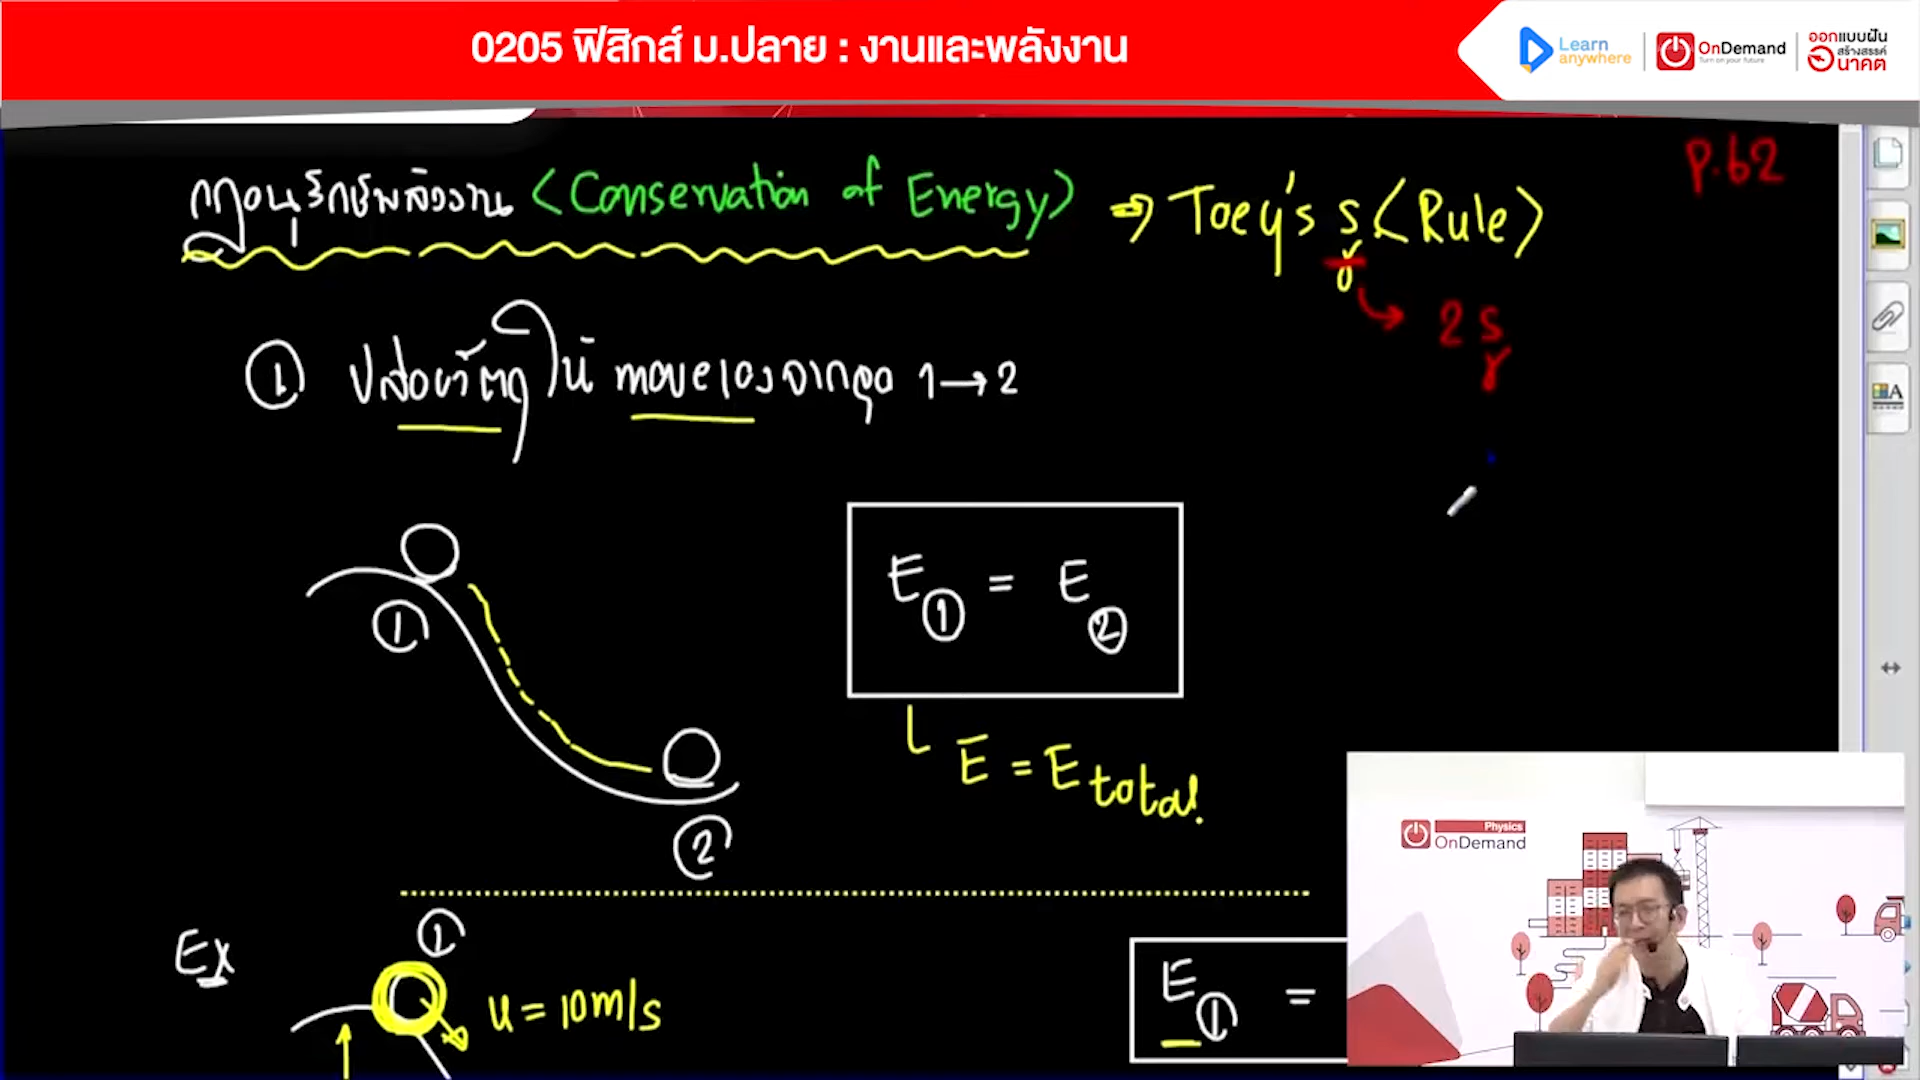 0205 ฟิสิกส์ ม.ปลาย : งานและพลังงาน
Learn anywhere
OnDemand
Turn on your future
ออกแบบฝัน
สร้างสรรค์
อนาคต
P.62
กฎอนุรักษ์พลังงาน <Conservation of Energy> ⇒ Toey's <Rule>
2
① ปล่อยวัตถุให้ move เองจากจุด 1→2
①
②
E① = E②
E = E total
Ex
①
u = 10 m/s
E① =
Physics
OnDemand